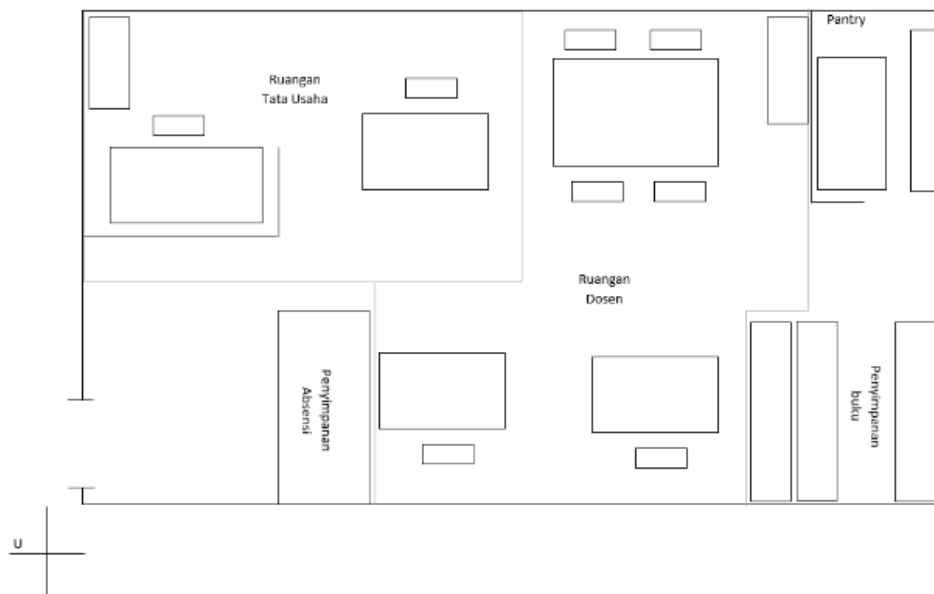 Pantry
Ruangan
Tata Usaha
Ruangan
Dosen
Penyimpanan
Absensi
Penyimpanan
buku
U